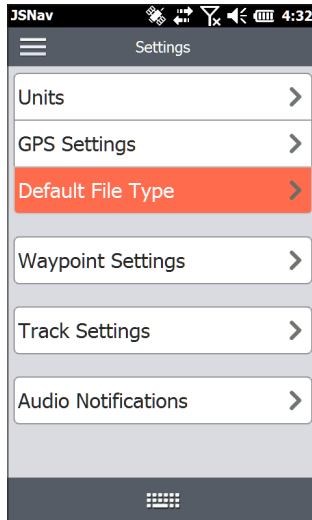 JSNav 4:32
Settings
Units
GPS Settings
Default File Type
Waypoint Settings
Track Settings
Audio Notifications